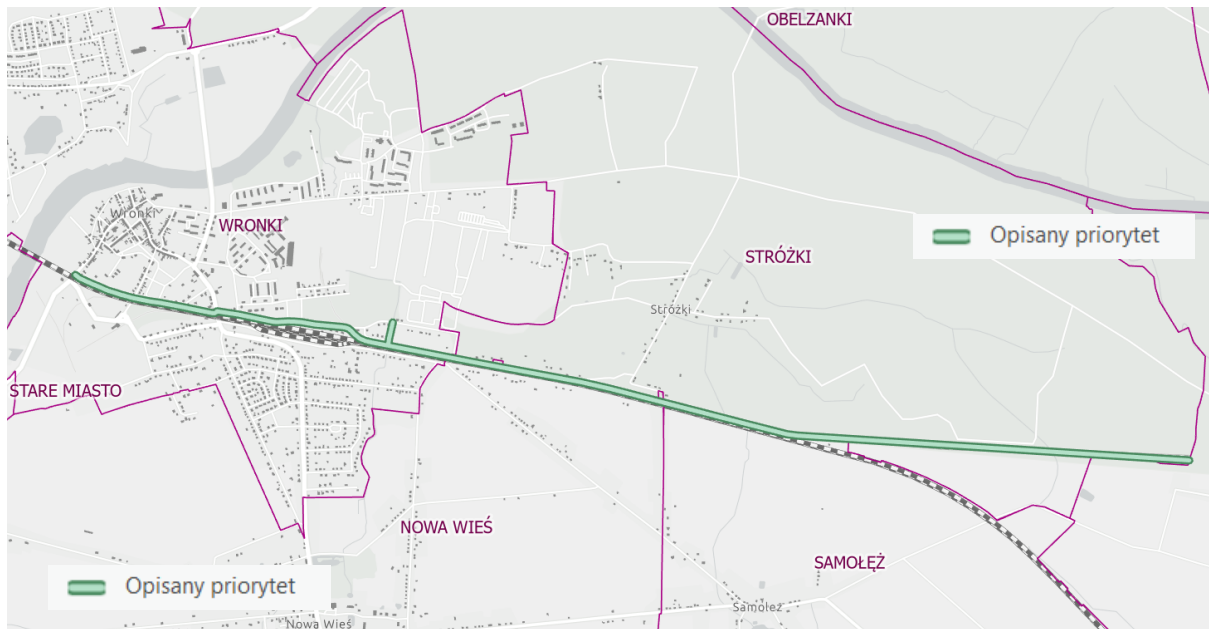 OBELZANKI
Wronki
WRONKI
Opisany priorytet
STRÓŻKI
Stróżki
STARE MIASTO
NOWA WIEŚ
SAMOŁĘŻ
Opisany priorytet
Samołęż
Nowa Wieś